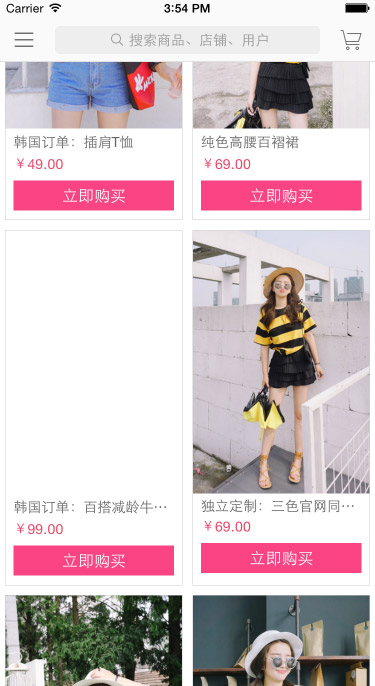 Carrier 3:54 PM
搜索商品、店铺、用户
韩国订单：插肩T恤
￥49.00
立即购买
纯色高腰百褶裙
￥69.00
立即购买
韩国订单：百搭减龄牛…
￥99.00
立即购买
独立定制：三色官网同…
￥69.00
立即购买